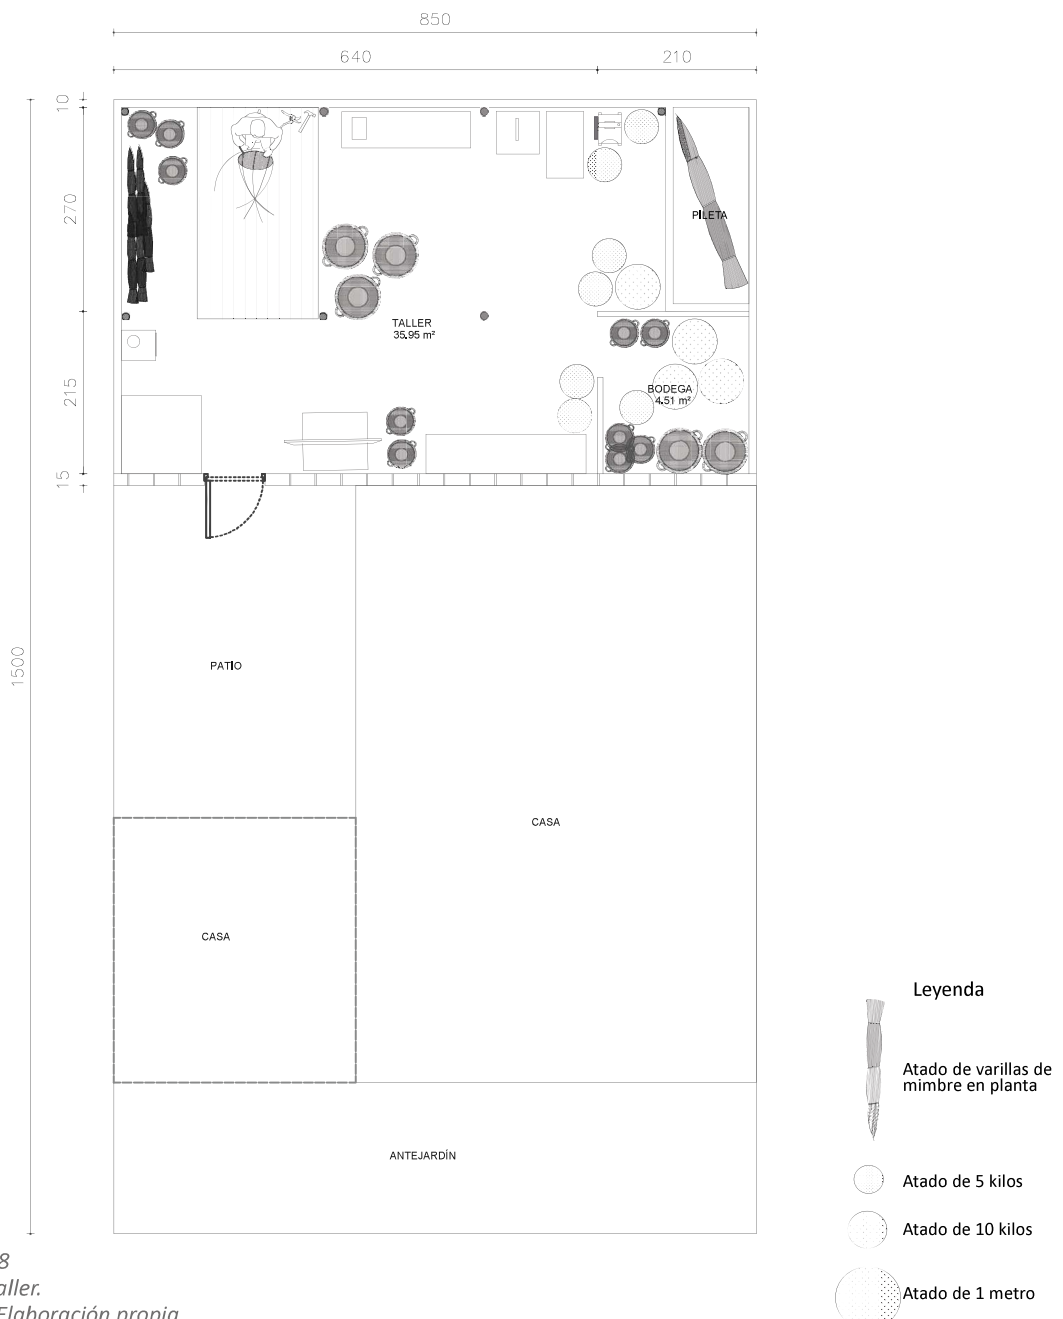 850
640
210
10
270
PILETA
TALLER
35.95 m²
215
BODEGA
4.51 m²
15
PATIO
1500
CASA
CASA
Leyenda
Atado de varillas de
mimbre en planta
ANTEJARDÍN
Atado de 5 kilos
Atado de 10 kilos
8
aller.
Elaboración propia
Atado de 1 metro